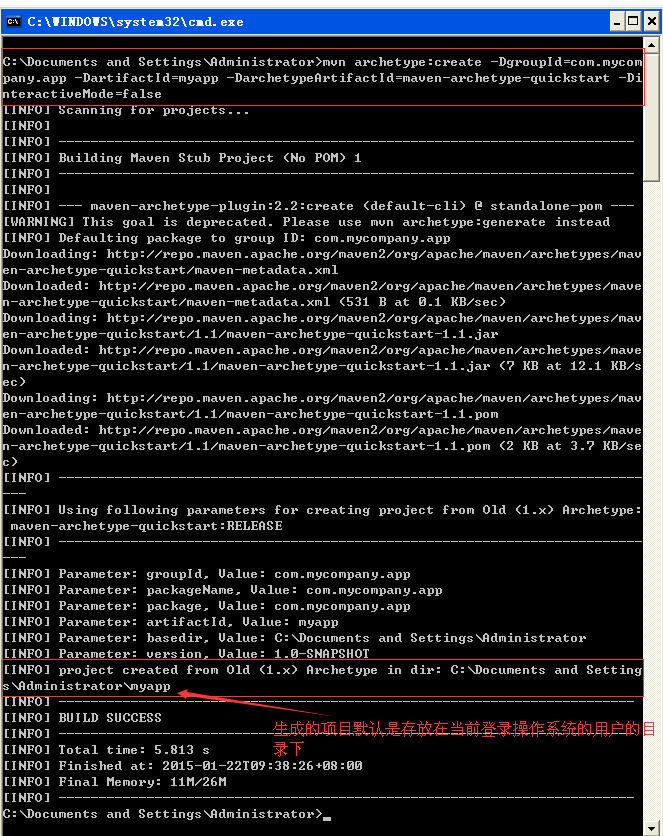 C:\WINDOWS\system32\cmd.exe
C:\Documents and Settings\Administrator>mvn archetype:create -DgroupId=com.mycom
pany.app -DartifactId=myapp -DarchetypeArtifactId=maven-archetype-quickstart -Di
nteractiveMode=false
[INFO] Scanning for projects...
[INFO]
[INFO] ------------------------------------------------------------------------
[INFO] Building Maven Stub Project (No POM) 1
[INFO] ------------------------------------------------------------------------
[INFO]
[INFO] --- maven-archetype-plugin:2.2:create (default-cli) @ standalone-pom ---
[WARNING] This goal is deprecated. Please use mvn archetype:generate instead
[INFO] Defaulting package to group ID: com.mycompany.app
Downloading: http://repo.maven.apache.org/maven2/org/apache/maven/archetypes/mav
en-archetype-quickstart/maven-metadata.xml
Downloaded: http://repo.maven.apache.org/maven2/org/apache/maven/archetypes/mave
n-archetype-quickstart/maven-metadata.xml (531 B at 0.1 KB/sec)
Downloading: http://repo.maven.apache.org/maven2/org/apache/maven/archetypes/mav
en-archetype-quickstart/1.1/maven-archetype-quickstart-1.1.jar
Downloaded: http://repo.maven.apache.org/maven2/org/apache/maven/archetypes/mave
n-archetype-quickstart/1.1/maven-archetype-quickstart-1.1.jar (7 KB at 12.1 KB/s
ec)
Downloading: http://repo.maven.apache.org/maven2/org/apache/maven/archetypes/mav
en-archetype-quickstart/1.1/maven-archetype-quickstart-1.1.pom
Downloaded: http://repo.maven.apache.org/maven2/org/apache/maven/archetypes/mave
n-archetype-quickstart/1.1/maven-archetype-quickstart-1.1.pom (2 KB at 3.7 KB/se
c)
[INFO] -------------------------------------------------------------------------
---
[INFO] Using following parameters for creating project from Old (1.x) Archetype:
 maven-archetype-quickstart:RELEASE
[INFO] -------------------------------------------------------------------------
---
[INFO] Parameter: groupId, Value: com.mycompany.app
[INFO] Parameter: packageName, Value: com.mycompany.app
[INFO] Parameter: package, Value: com.mycompany.app
[INFO] Parameter: artifactId, Value: myapp
[INFO] Parameter: basedir, Value: C:\Documents and Settings\Administrator
[INFO] Parameter: version, Value: 1.0-SNAPSHOT
[INFO] project created from Old (1.x) Archetype in dir: C:\Documents and Setting
s\Administrator\myapp
[INFO] ------------------------------------------------------------------------
[INFO] BUILD SUCCESS
生成的项目默认是存放在当前登录操作系统的用户的目
录下
[INFO] ------------------------------------------------------------------------
[INFO] Total time: 5.813 s
[INFO] Finished at: 2015-01-22T09:38:26+08:00
[INFO] Final Memory: 11M/26M
[INFO] ------------------------------------------------------------------------
C:\Documents and Settings\Administrator>_